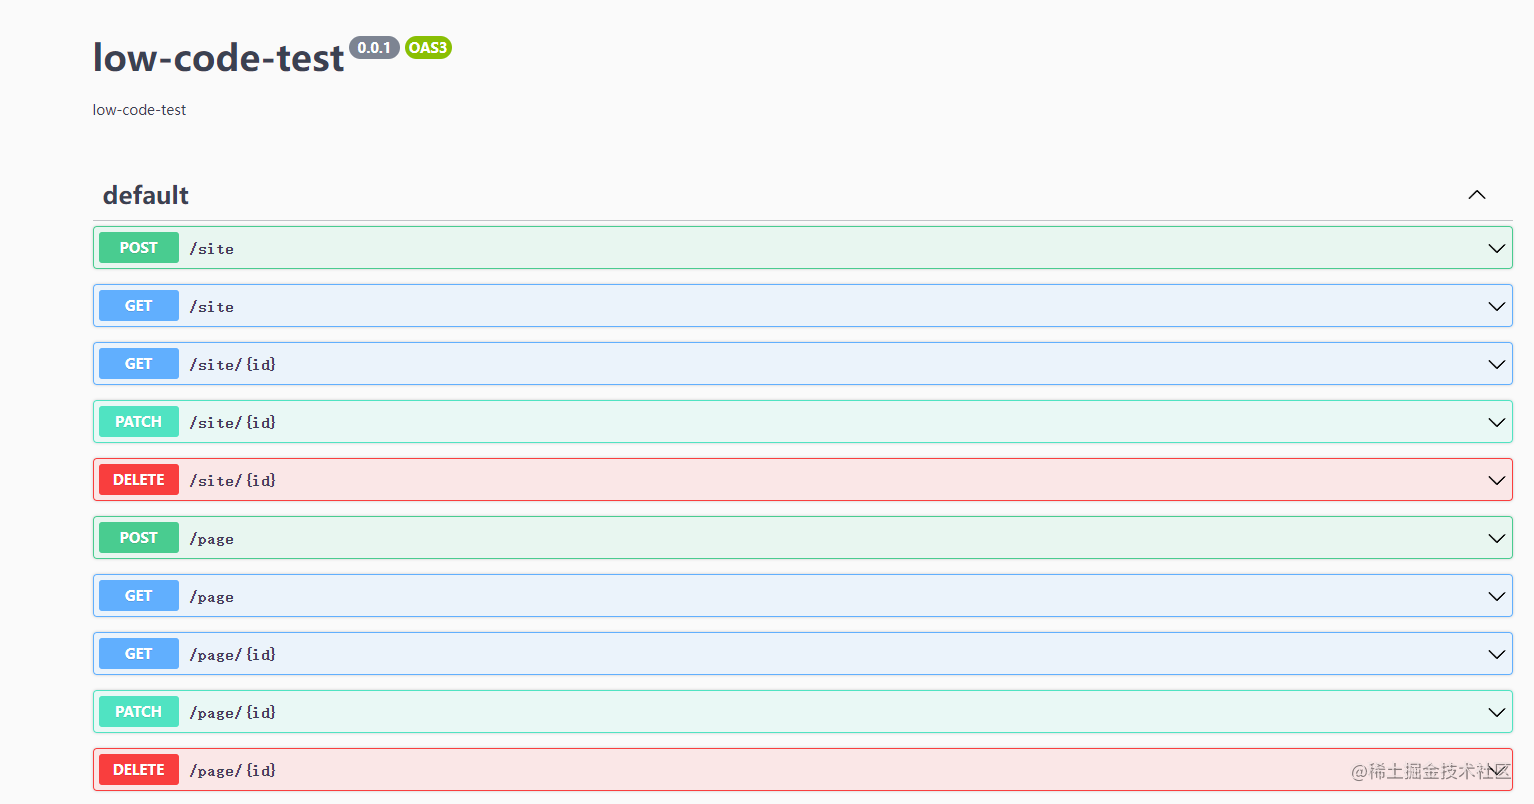 low-code-test 0.0.1 OAS3
low-code-test
default
POST /site
GET /site
GET /site/{id}
PATCH /site/{id}
DELETE /site/{id}
POST /page
GET /page
GET /page/{id}
PATCH /page/{id}
DELETE /page/{id}
@稀土掘金技术社区